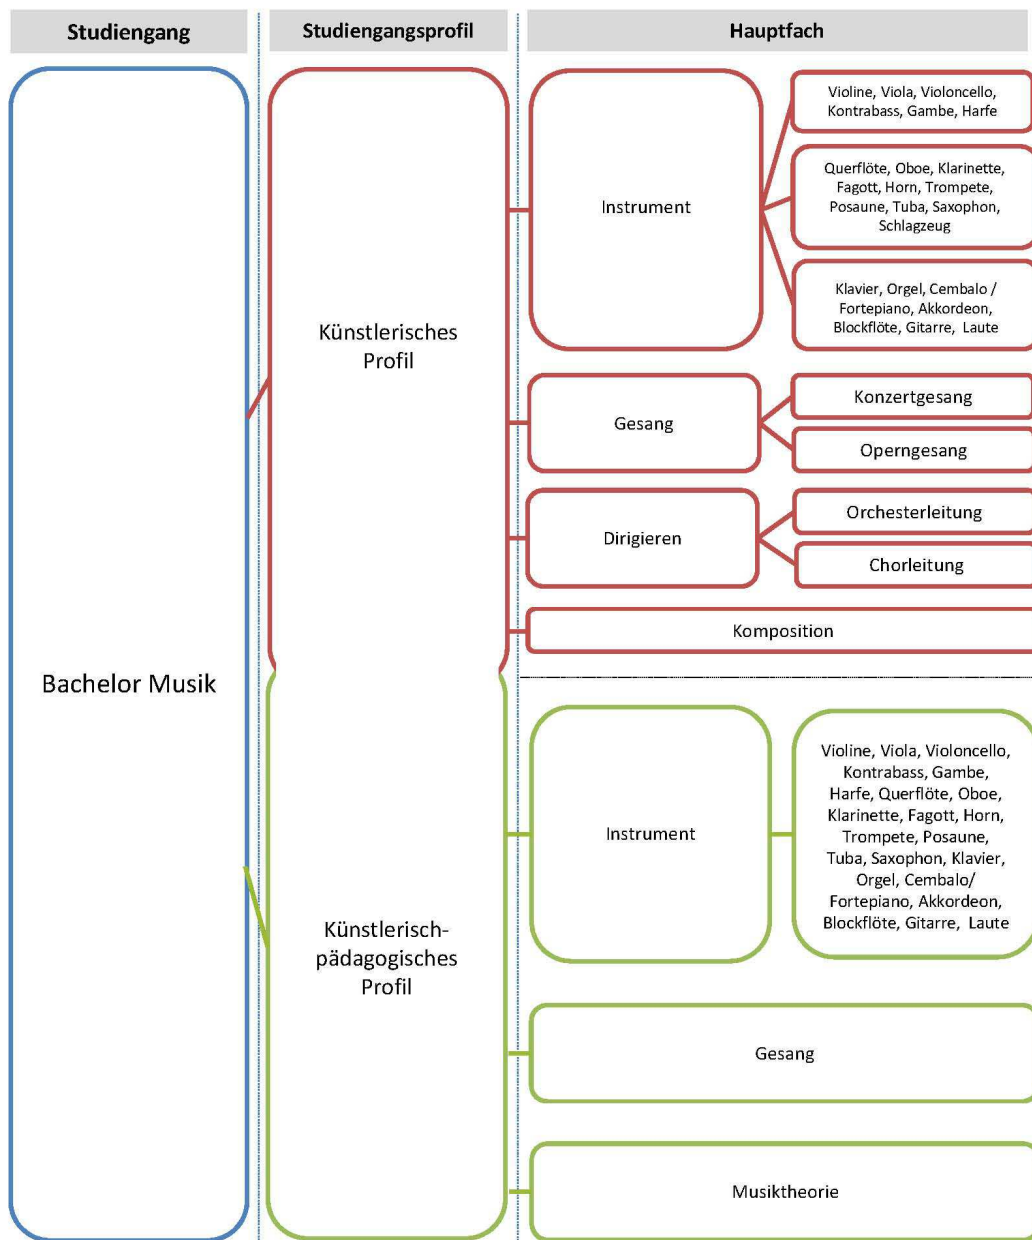 Studiengang
Studiengangsprofil
Hauptfach
Bachelor Musik
Künstlerisches
Profil
Instrument
Violine, Viola, Violoncello,
Kontrabass, Gambe, Harfe
Querflöte, Oboe, Klarinette,
Fagott, Horn, Trompete,
Posaune, Tuba, Saxophon,
Schlagzeug
Klavier, Orgel, Cembalo /
Fortepiano, Akkordeon,
Blockflöte, Gitarre, Laute
Gesang
Konzertgesang
Operngesang
Dirigieren
Orchesterleitung
Chorleitung
Komposition
Künstlerisch-
pädagogisches
Profil
Instrument
Violine, Viola, Violoncello,
Kontrabass, Gambe,
Harfe, Querflöte, Oboe,
Klarinette, Fagott, Horn,
Trompete, Posaune,
Tuba, Saxophon, Klavier,
Orgel, Cembalo/
Fortepiano, Akkordeon,
Blockflöte, Gitarre, Laute
Gesang
Musiktheorie